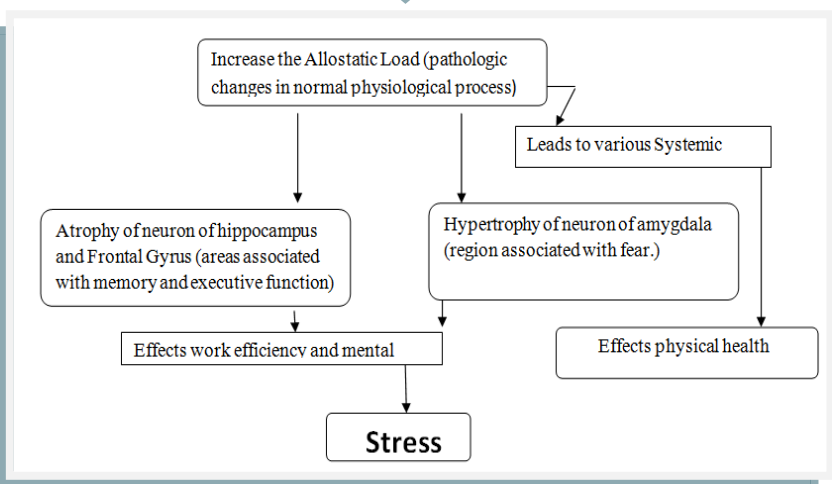 Increase the Allostatic Load (pathologic
changes in normal physiological process)
Leads to various Systemic
Atrophy of neuron of hippocampus
and Frontal Gyrus (areas associated
with memory and executive function)
Hypertrophy of neuron of amygdala
(region associated with fear.)
Effects work efficiency and mental
Effects physical health
Stress